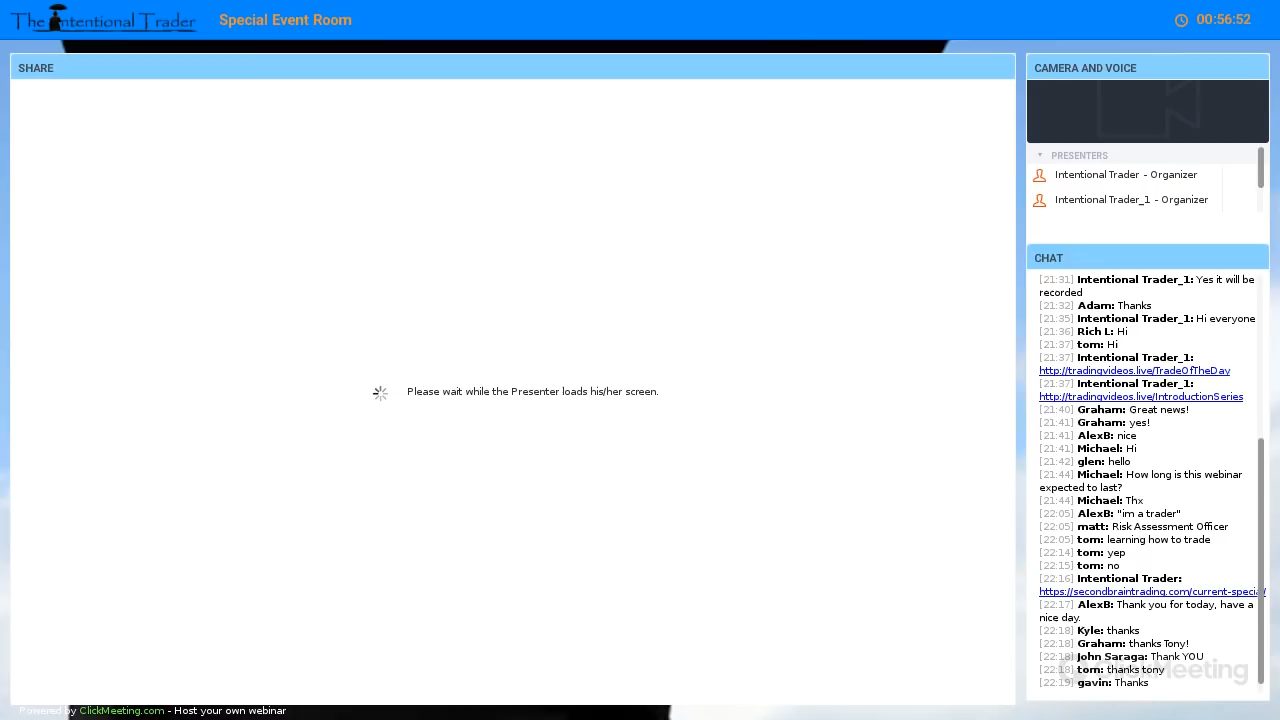 The Intentional Trader
Special Event Room
00:56:52
SHARE
Please wait while the Presenter loads his/her screen.
CAMERA AND VOICE
PRESENTERS
Intentional Trader - Organizer
Intentional Trader_1 - Organizer
CHAT
[21:31] Intentional Trader_1: Yes it will be
recorded
[21:32] Adam: Thanks
[21:35] Intentional Trader_1: Hi everyone
[21:36] Rich L: Hi
[21:37] tom: Hi
[21:37] Intentional Trader_1:
http://tradingvideos.live/TradeOfTheDay
[21:37] Intentional Trader_1:
http://tradingvideos.live/IntroductionSeries
[21:40] Graham: Great news!
[21:41] Graham: yes!
[21:41] AlexB: nice
[21:41] Michael: Hi
[21:42] glen: hello
[21:44] Michael: How long is this webinar
expected to last?
[21:44] Michael: Thx
[22:05] AlexB: "im a trader"
[22:05] matt: Risk Assessment Officer
[22:05] tom: learning how to trade
[22:14] tom: yep
[22:15] tom: no
[22:16] Intentional Trader:
https://secondbraintrading.com/current-special/
[22:17] AlexB: Thank you for today, have a
nice day.
[22:18] Kyle: thanks
[22:18] Graham: thanks Tony!
[22:18] John Saraga: Thank YOU
[22:18] tom: thanks tony
[22:19] gavin: Thanks
ClickMeeting
Powered by ClickMeeting.com - Host your own webinar